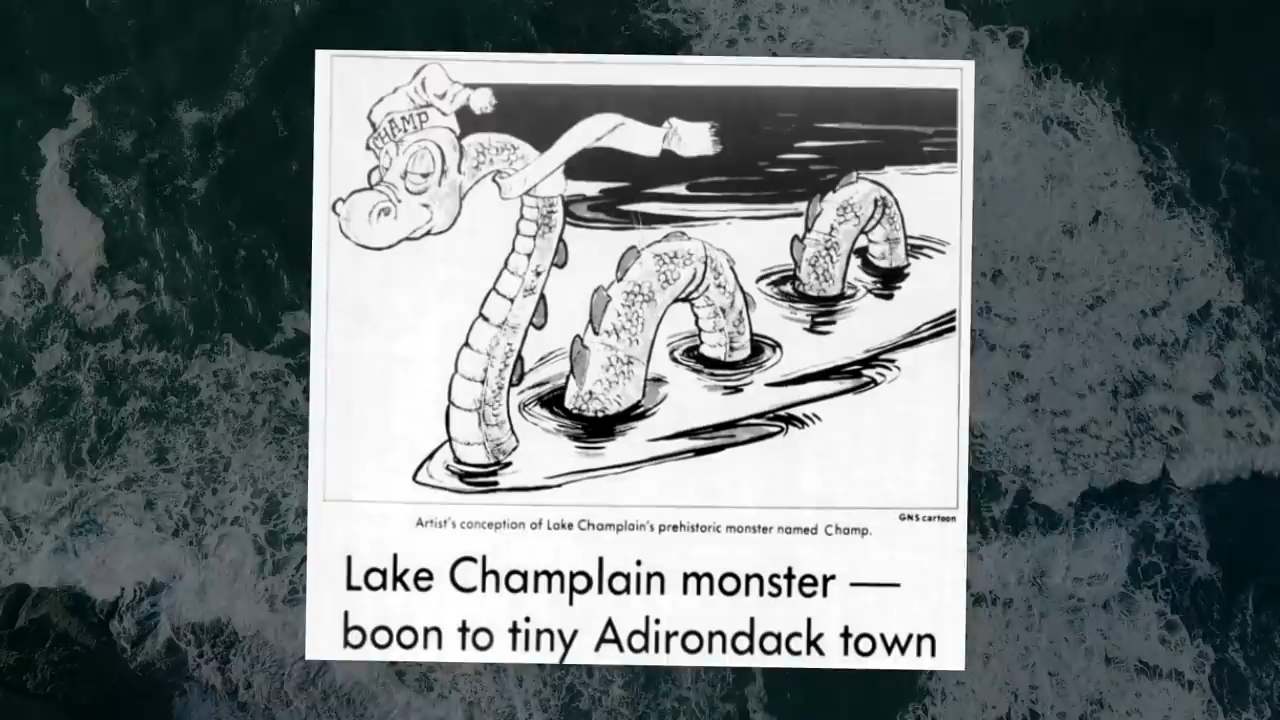 CHAMP
GNS cartoon
Artist's conception of Lake Champlain's prehistoric monster named Champ.
Lake Champlain monster —
boon to tiny Adirondack town